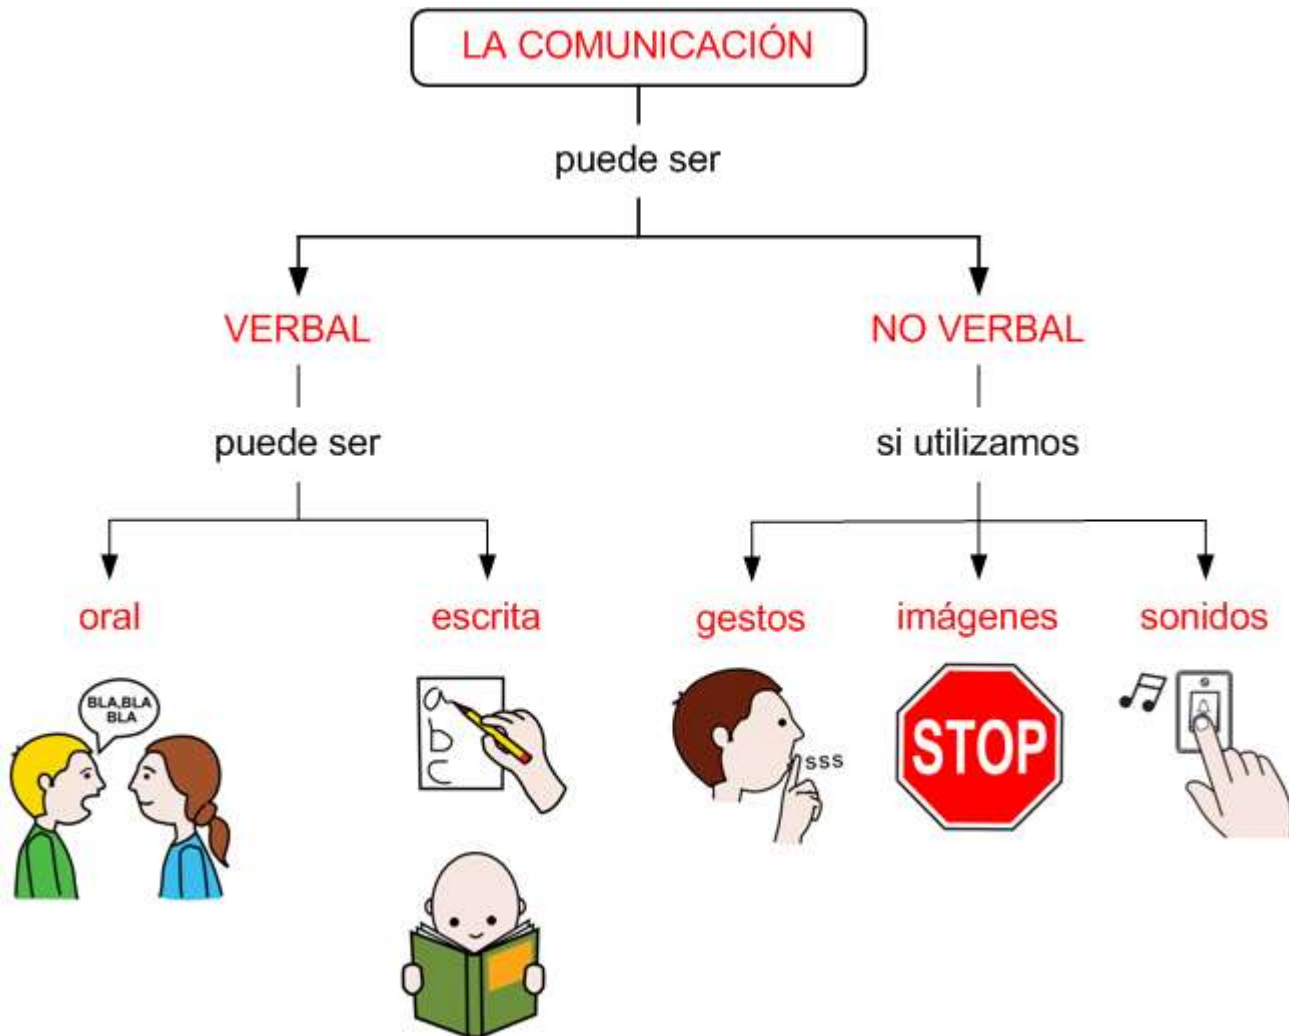 LA COMUNICACIÓN
puede ser
VERBAL
NO VERBAL
puede ser
si utilizamos
oral
escrita
gestos
imágenes
sonidos
BLA,BLA
BLA
a
b
c
sss
STOP